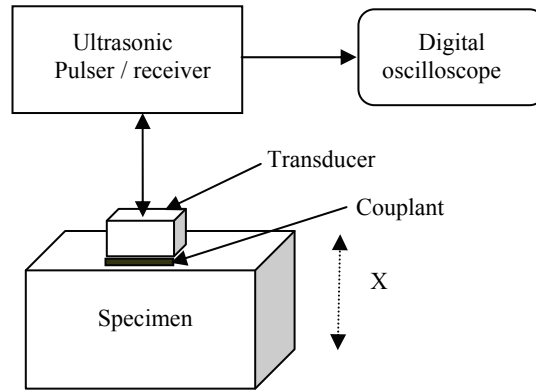 Ultrasonic
Pulser / receiver
Digital
oscilloscope
Transducer
Couplant
X
Specimen